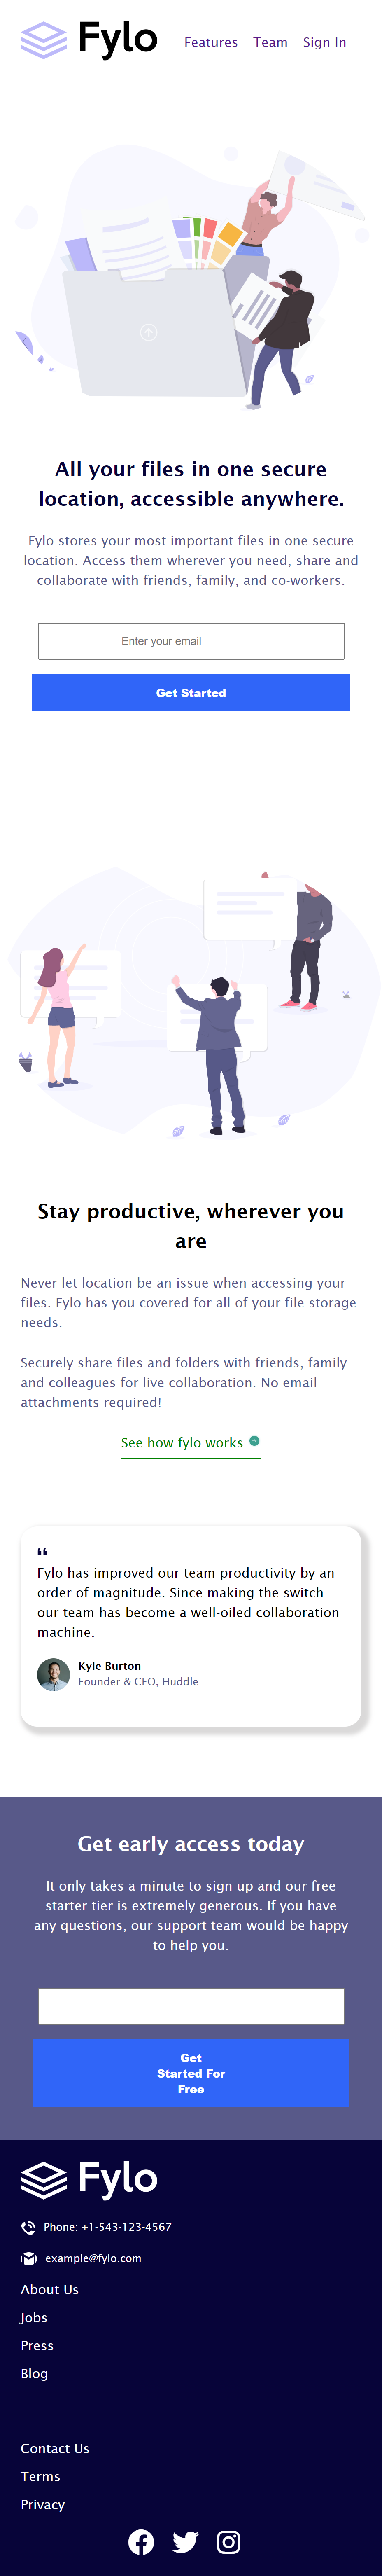 Fylo
Features Team Sign In
All your files in one secure
location, accessible anywhere.
Fylo stores your most important files in one secure
location. Access them wherever you need, share and
collaborate with friends, family, and co-workers.
Enter your email
Get Started
Stay productive, wherever you
are
Never let location be an issue when accessing your
files. Fylo has you covered for all of your file storage
needs.
Securely share files and folders with friends, family
and colleagues for live collaboration. No email
attachments required!
See how fylo works
“
Fylo has improved our team productivity by an
order of magnitude. Since making the switch
our team has become a well-oiled collaboration
machine.
Kyle Burton
Founder & CEO, Huddle
Get early access today
It only takes a minute to sign up and our free
starter tier is extremely generous. If you have
any questions, our support team would be happy
to help you.
Get
Started For
Free
Fylo
Phone: +1-543-123-4567
example@fylo.com
About Us
Jobs
Press
Blog
Contact Us
Terms
Privacy